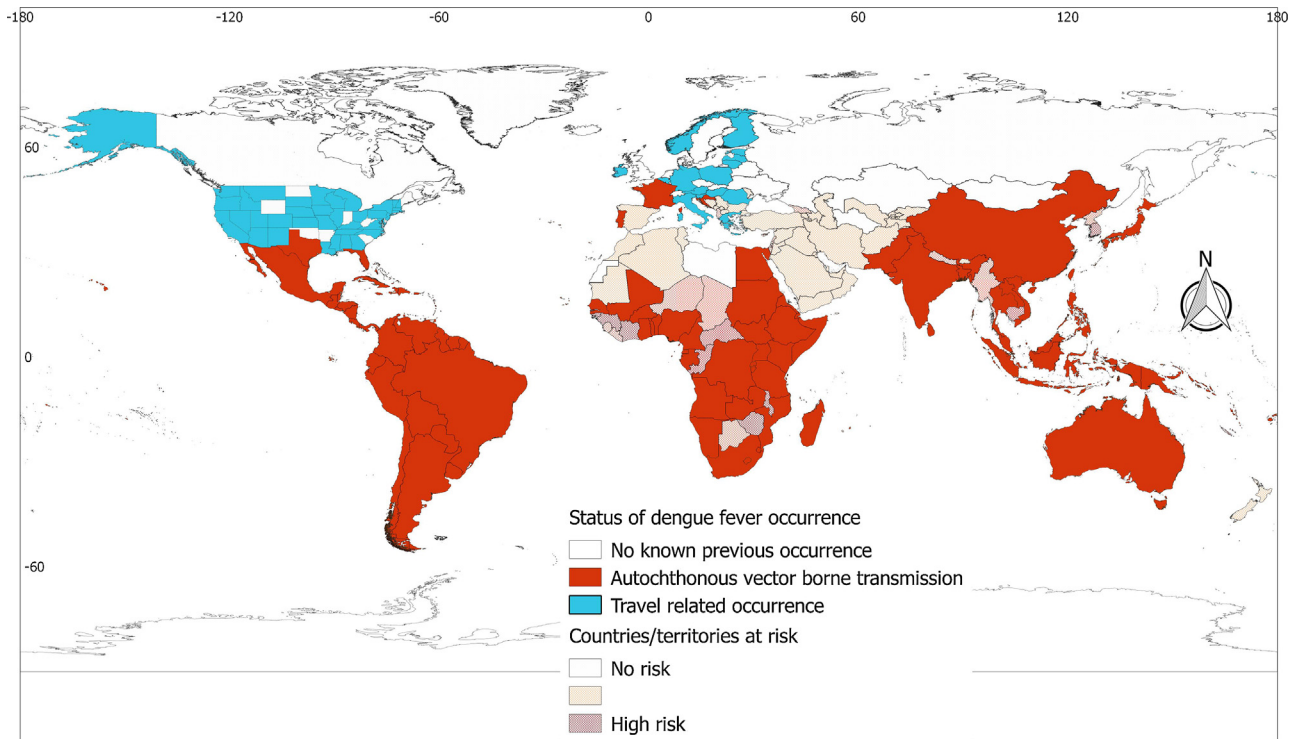 -180 -120 -60 0 60 120 180
60
N
0
Status of dengue fever occurrence
No known previous occurrence
-60
Autochthonous vector borne transmission
Travel related occurrence
Countries/territories at risk
No risk
High risk